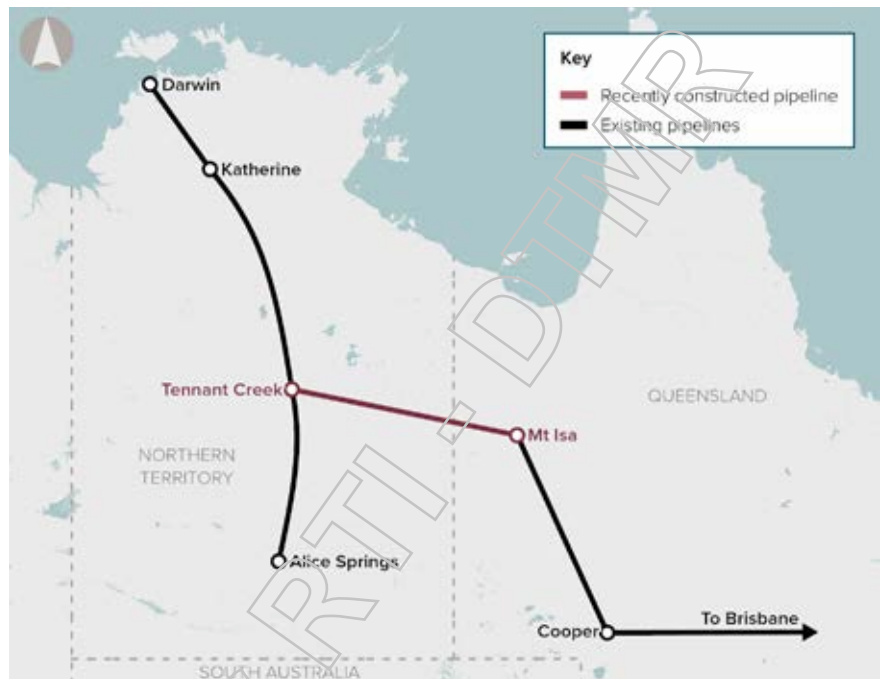 Key
Recently constructed pipeline
Existing pipelines
Darwin
Katherine
Tennant Creek
Mt Isa
QUEENSLAND
NORTHERN
TERRITORY
Alice Springs
Cooper
To Brisbane
SOUTH AUSTRALIA
RTI - DTMR